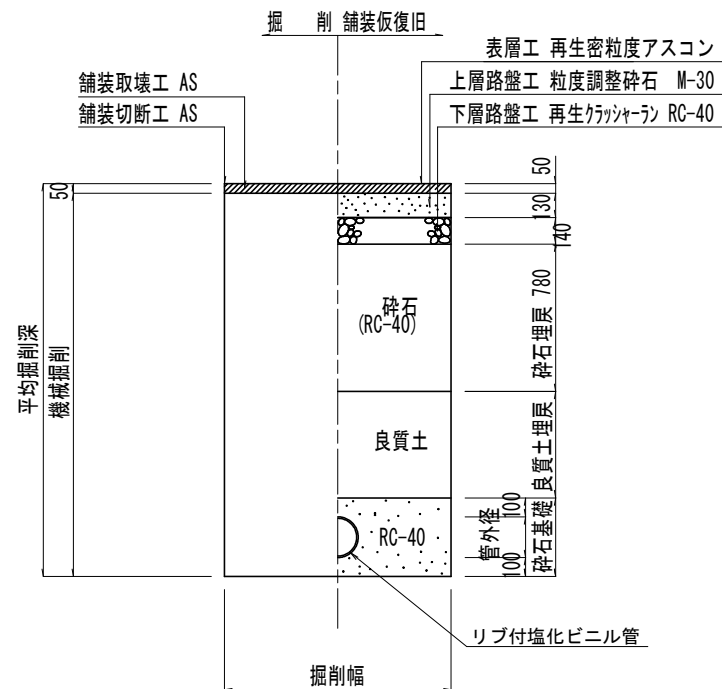 掘　削 舗装仮復旧
表層工 再生密粒度アスコン
上層路盤工 粒度調整砕石 M-30
下層路盤工 再生クラッシャーラン RC-40
舗装取壊工 AS
舗装切断工 AS
50
50
130
140
砕石
(RC-40)
砕石埋戻 780
平均掘削深
機械掘削
良質土
良質土埋戻
RC-40
100
管外径
100
砕石基礎
リブ付塩化ビニル管
掘削幅